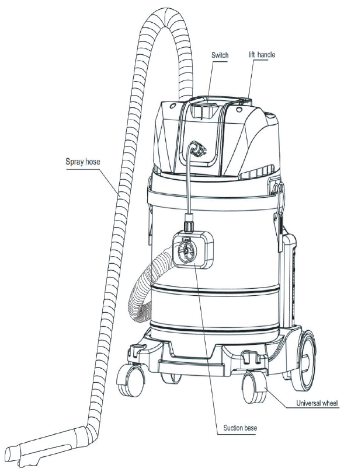 Switch
lift handle
Spray hose
Universal wheel
Suction base